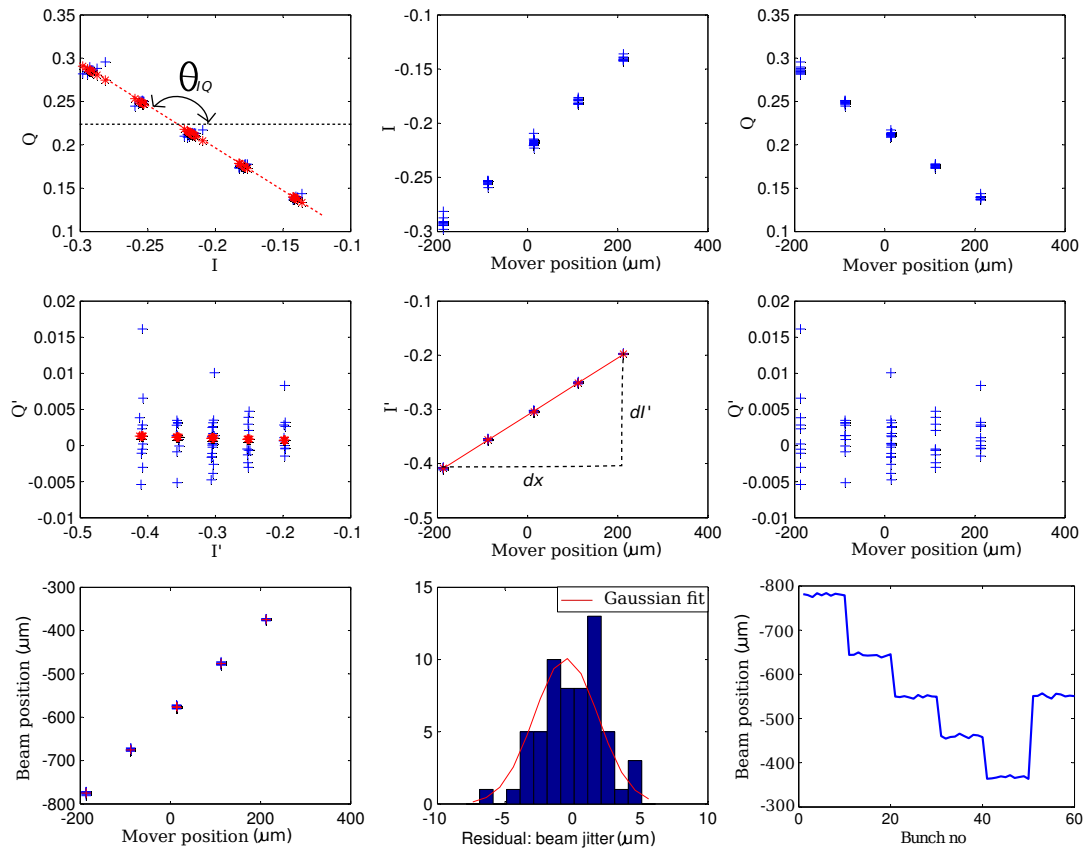 0.35
0.3
0.25
0.2
0.15
0.1
-0.3 -0.25 -0.2 -0.15 -0.1
Q
I
θIQ
-0.1
-0.15
-0.2
-0.25
-0.3
-200 0 200 400
I
Mover position (μm)
0.35
0.3
0.25
0.2
0.15
0.1
-200 0 200 400
Q
Mover position (μm)
0.02
0.015
0.01
0.005
0
-0.005
-0.01
-0.5 -0.4 -0.3 -0.2 -0.1
Q'
I'
-0.1
-0.2
-0.3
-0.4
-0.5
-200 0 200 400
I'
dI'
dx
Mover position (μm)
0.02
0.015
0.01
0.005
0
-0.005
-0.01
-200 0 200 400
Q'
Mover position (μm)
-300
-400
-500
-600
-700
-800
-200 0 200 400
Beam position (μm)
Mover position (μm)
15
10
5
0
-10 -5 0 5 10
Gaussian fit
Residual: beam jitter (μm)
-800
-700
-600
-500
-400
-300
0 20 40 60
Beam position (μm)
Bunch no